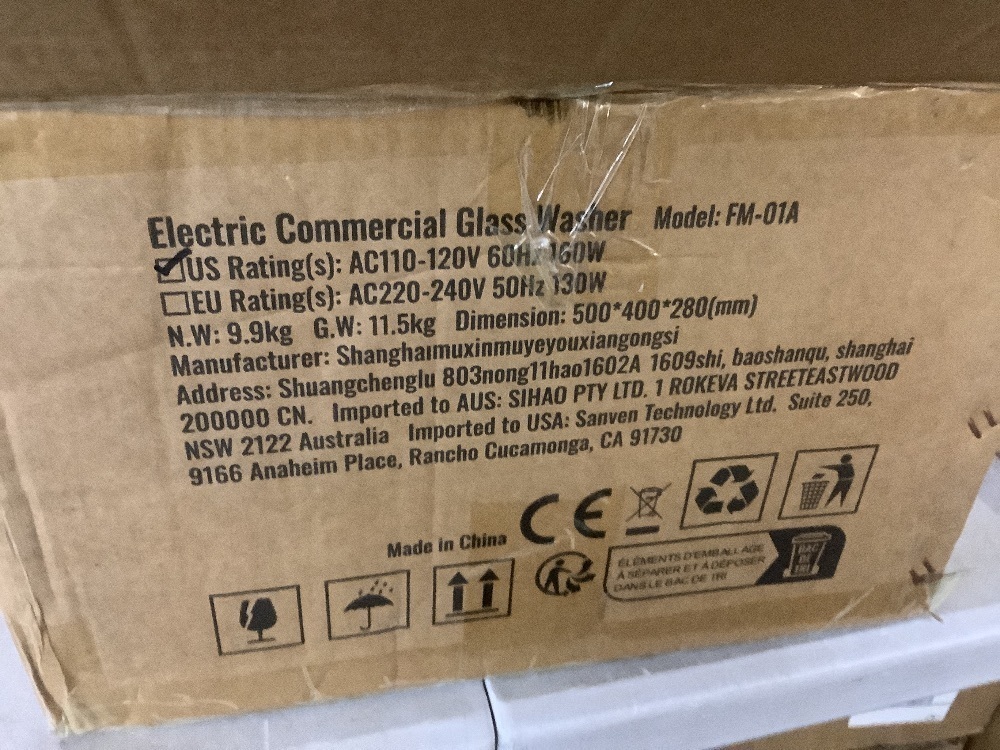 Electric Commercial Glass Washer Model: FM-01A
US Rating(s): AC110-120V 60Hz 160W
EU Rating(s): AC220-240V 50Hz 130W
N.W: 9.9kg G.W: 11.5kg Dimension: 500*400*280(mm)
Manufacturer: Shanghaimuxinmuyeyouxiangongsi
Address: Shuangchenglu 803nong11hao1602A 1609shi, baoshanqu, shanghai
200000 CN. Imported to AUS: SIHAO PTY LTD. 1 ROKEVA STREETEASTWOOD
NSW 2122 Australia Imported to USA: Sanven Technology Ltd. Suite 250,
9166 Anaheim Place, Rancho Cucamonga, CA 91730
Made in China CE
ÉLÉMENTS D'EMBALLAGE
À SÉPARER ET À DÉPOSER
DANS LE BAC DE TRI
BAC
DE
TRI